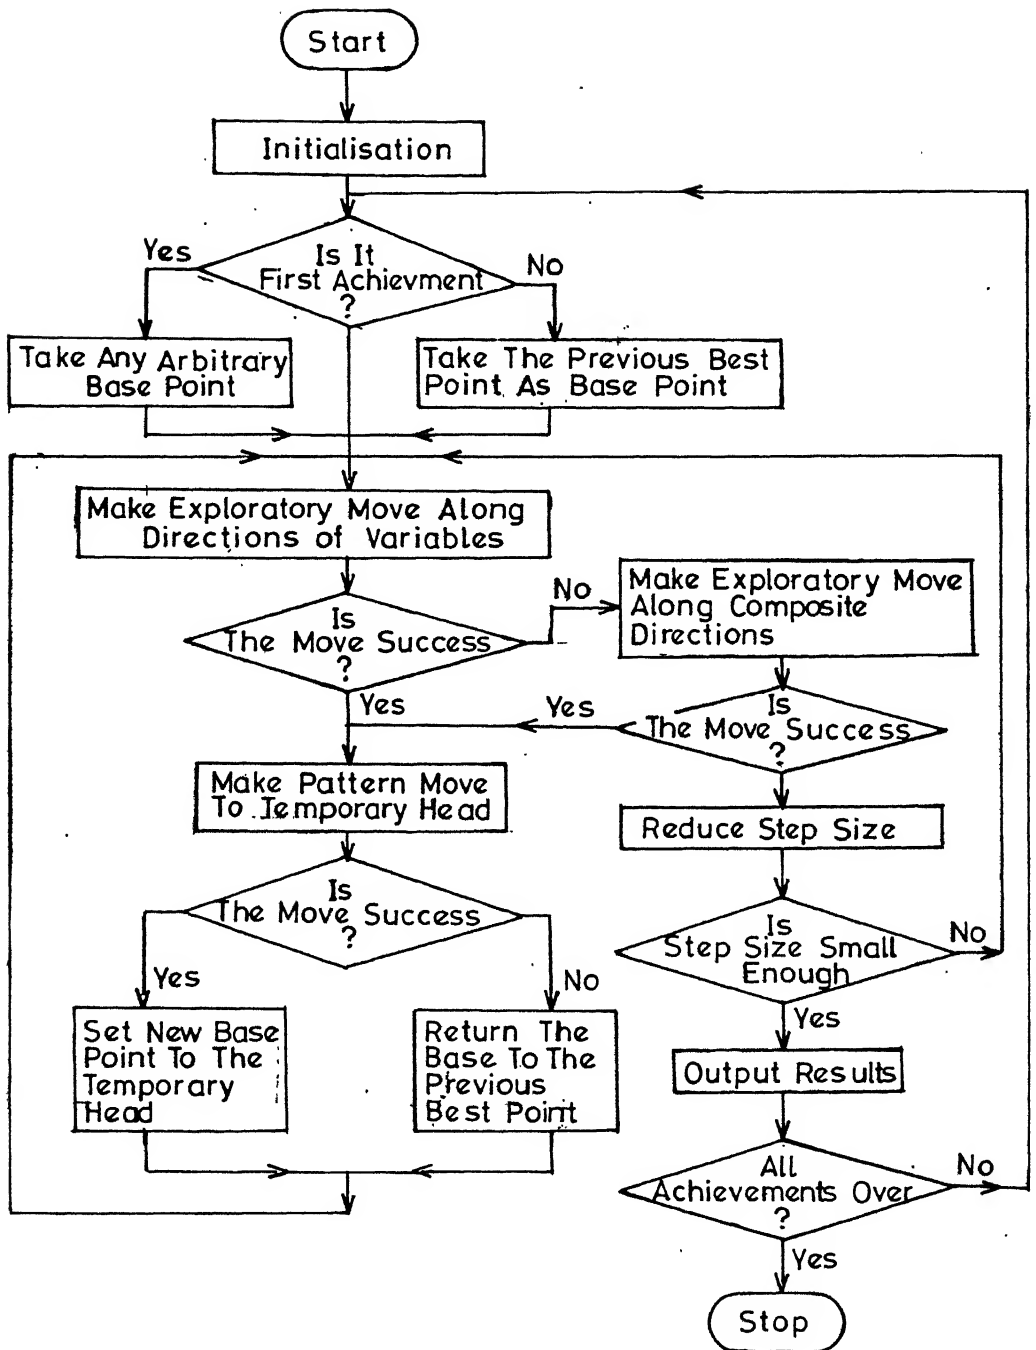 Start
Initialisation
Yes
Is It
First Achievment
?
No
Take Any Arbitrary
Base Point
Take The Previous Best
Point As Base Point
Make Exploratory Move Along
Directions of Variables
Is
The Move Success
?
No
Yes
Make Exploratory Move
Along Composite
Directions
Is
The Move Success
?
Yes
Make Pattern Move
To Temporary Head
Reduce Step Size
Is
The Move Success
?
Yes
No
Is
Step Size Small
Enough
No
Yes
Set New Base
Point To The
Temporary
Head
Return The
Base To The
Previous
Best Point
Output Results
All
Achievements Over
?
No
Yes
Stop